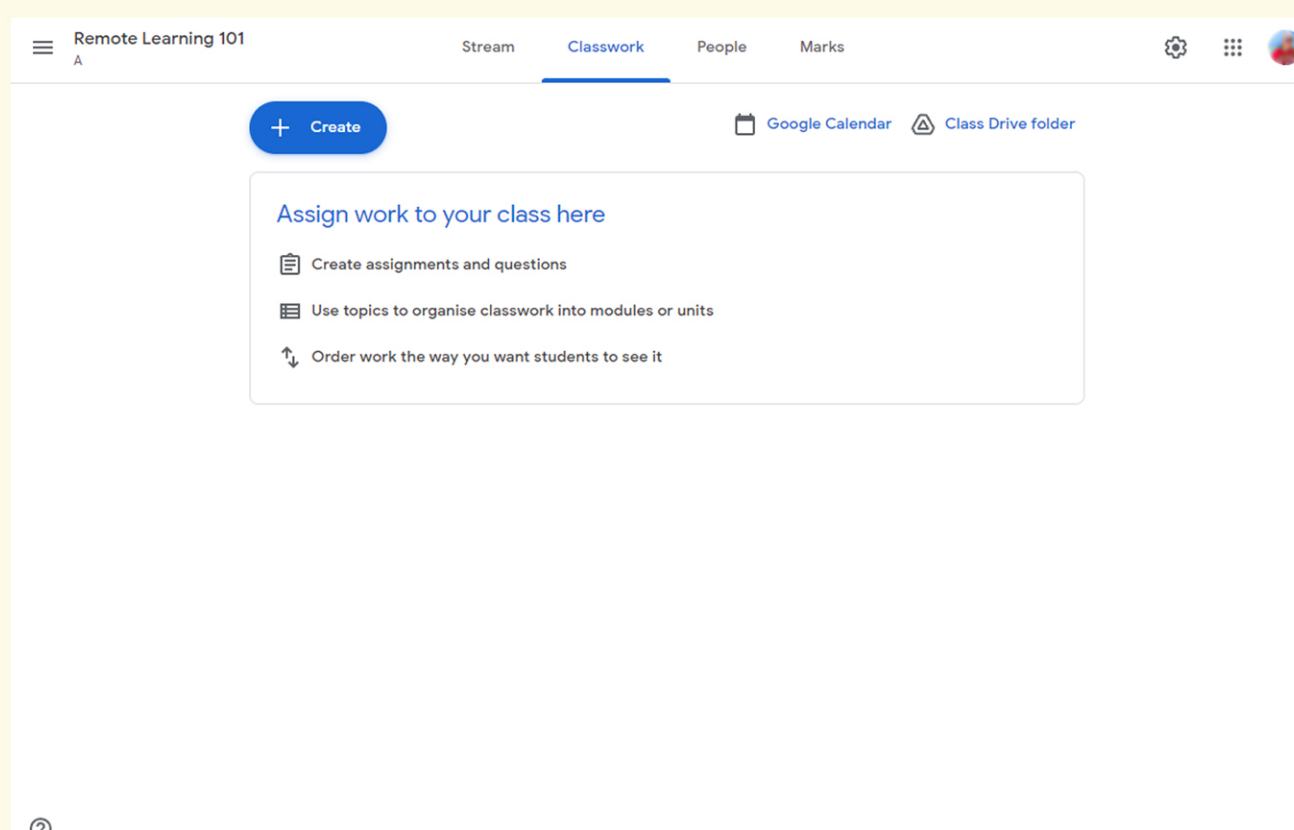 Remote Learning 101
A
Stream Classwork People Marks
Create
Google Calendar Class Drive folder
Assign work to your class here
Create assignments and questions
Use topics to organise classwork into modules or units
Order work the way you want students to see it